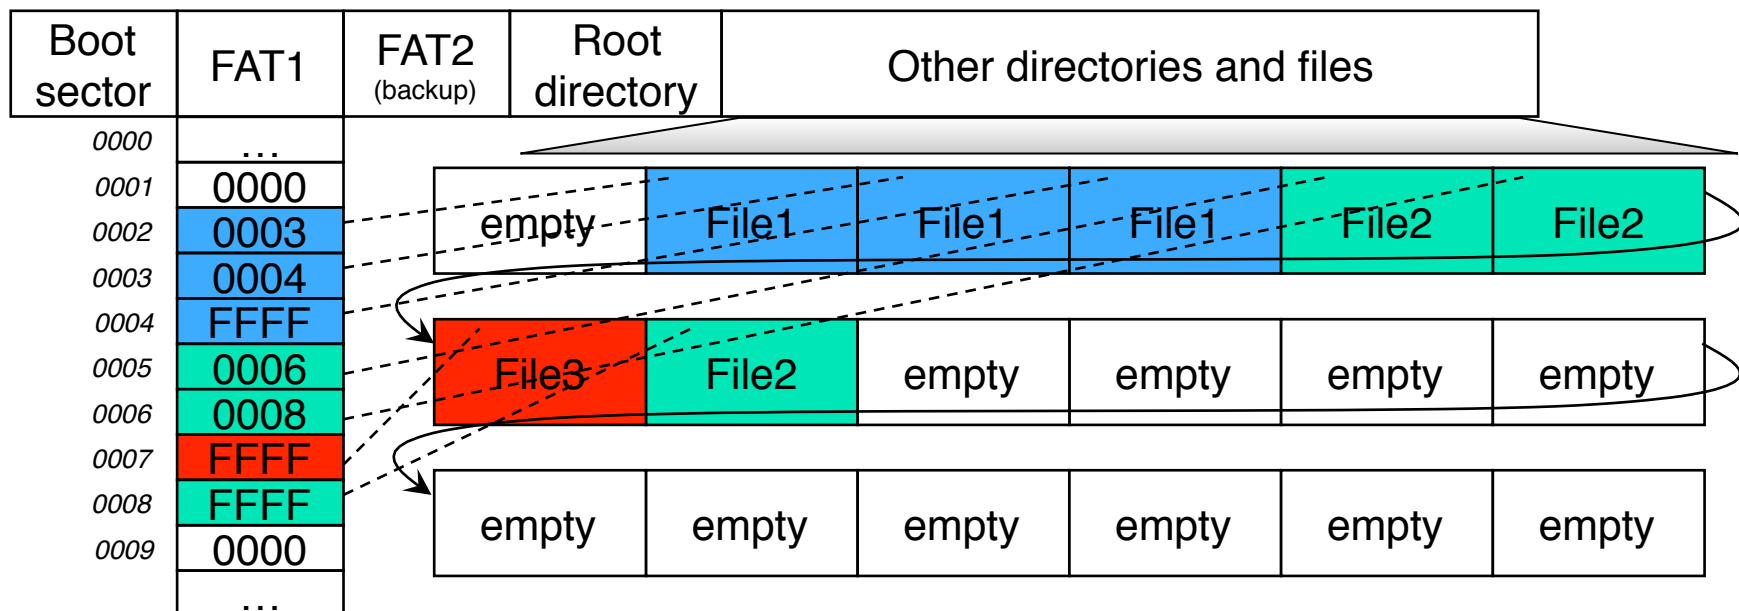 Boot sector
FAT1
FAT2 (backup)
Root directory
Other directories and files
0000 ...
0001 0000
0002 0003
0003 0004
0004 FFFF
0005 0006
0006 0008
0007 FFFF
0008 FFFF
0009 0000
...
empty File1 File1 File1 File2 File2
File3 File2 empty empty empty empty
empty empty empty empty empty empty